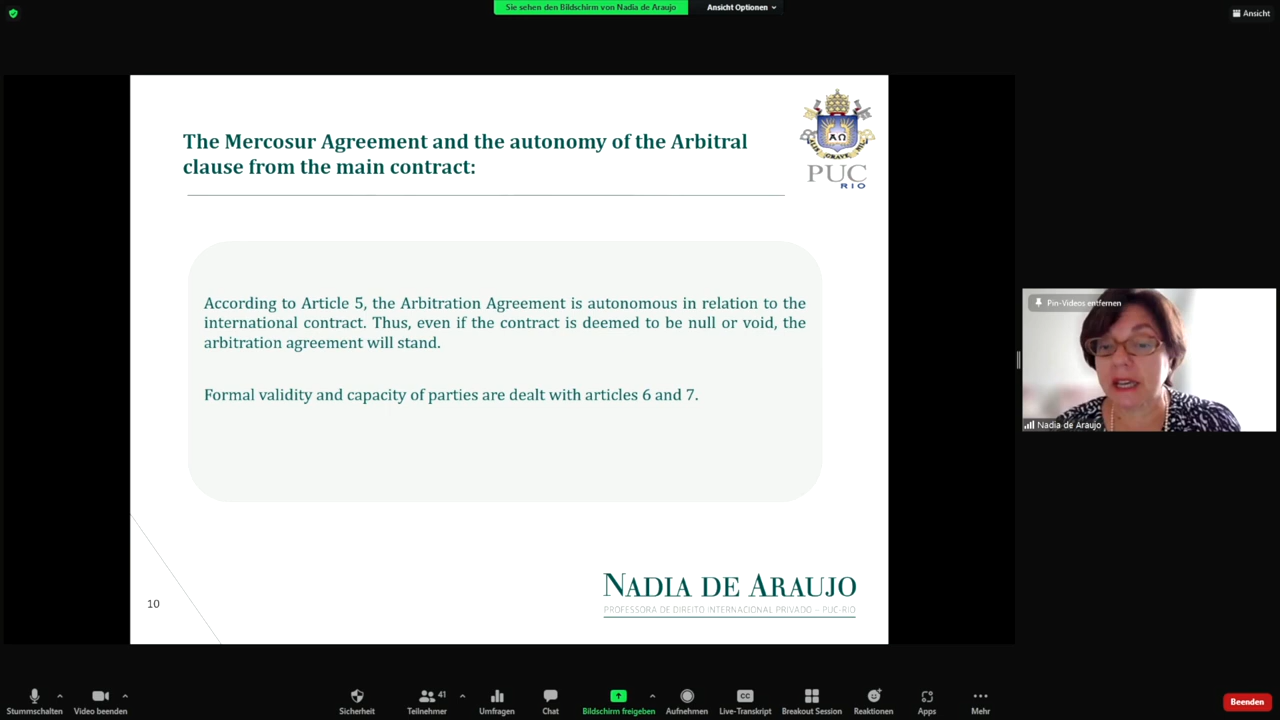 Sie sehen den Bildschirm von Nadia de Araujo
Ansicht Optionen
Ansicht
The Mercosur Agreement and the autonomy of the Arbitral
clause from the main contract:
ΑΩ
PUC
RIO
According to Article 5, the Arbitration Agreement is autonomous in relation to the
international contract. Thus, even if the contract is deemed to be null or void, the
arbitration agreement will stand.
Formal validity and capacity of parties are dealt with articles 6 and 7.
Pin-Videos entfernen
Nadia de Araujo
10
NADIA DE ARAUJO
PROFESSORA DE DIREITO INTERNACIONAL PRIVADO – PUC-RIO
Stummschalten
Video beenden
Sicherheit
41
Teilnehmer
Umfragen
Chat
Bildschirm freigeben
Aufnehmen
CC
Live-Transkript
Breakout Session
Reaktionen
Apps
Mehr
Beenden